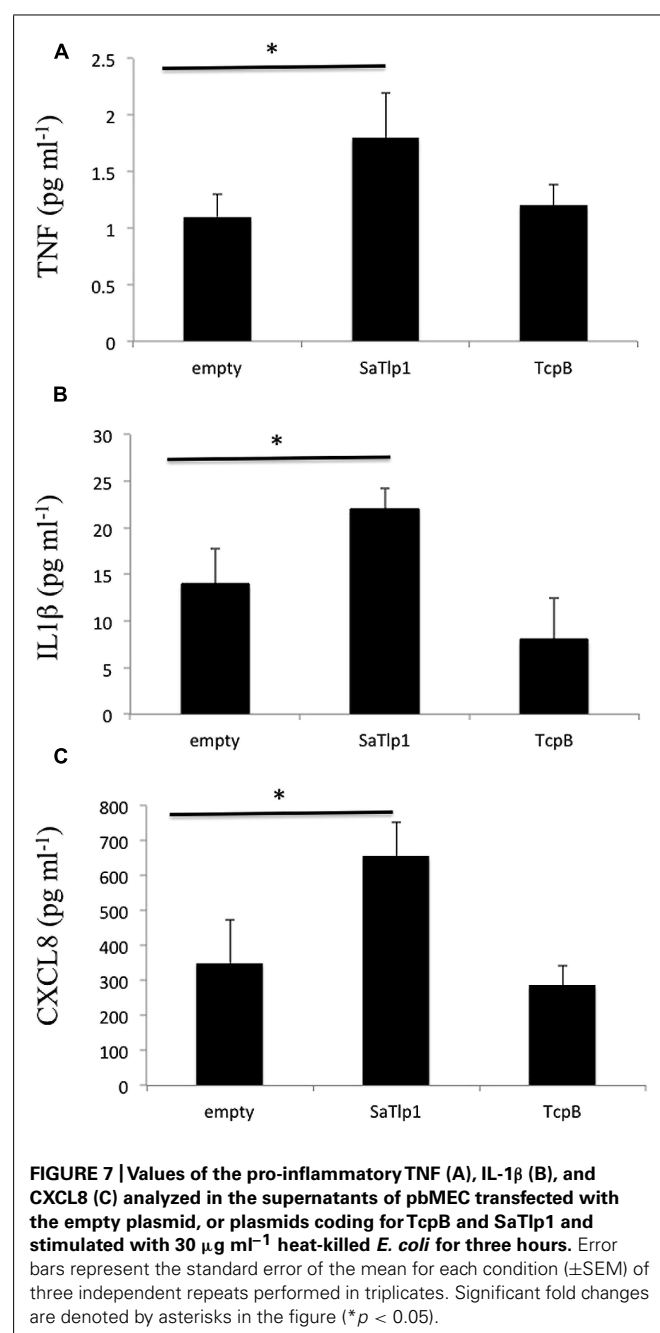 A
*
2.5
2
1.5
1
0.5
0
TNF (pg ml-1)
empty SaTlp1 TcpB
B
*
30
25
20
15
10
5
0
IL1β (pg ml-1)
empty SaTlp1 TcpB
C
*
800
700
600
500
400
300
200
100
0
CXCL8 (pg ml-1)
empty SaTlp1 TcpB
FIGURE 7 | Values of the pro-inflammatory TNF (A), IL-1β (B), and
CXCL8 (C) analyzed in the supernatants of pbMEC transfected with
the empty plasmid, or plasmids coding for TcpB and SaTlp1 and
stimulated with 30 μg ml−1 heat-killed E. coli for three hours. Error
bars represent the standard error of the mean for each condition (±SEM) of
three independent repeats performed in triplicates. Significant fold changes
are denoted by asterisks in the figure (*p < 0.05).